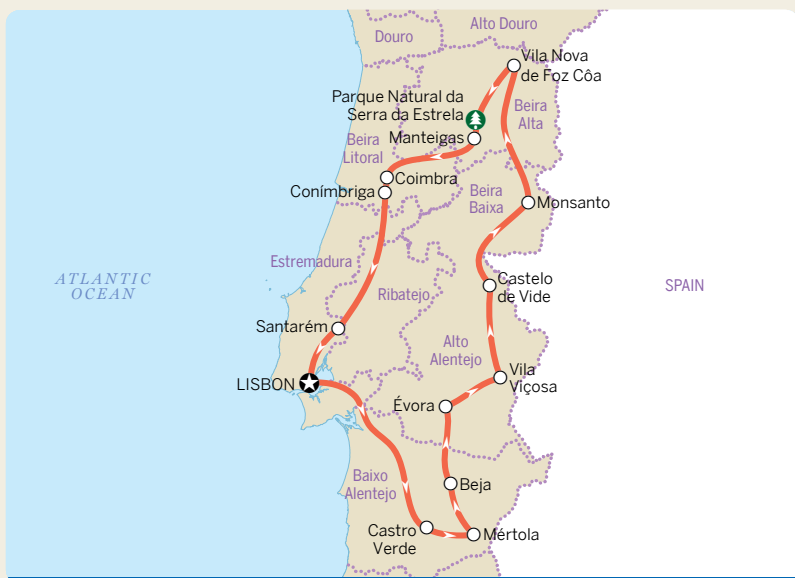 Alto Douro
Douro
Vila Nova
de Foz Côa
Parque Natural da
Serra da Estrela
Beira
Alta
Manteigas
Beira
Litoral
Coimbra
Conímbriga
Beira
Baixa
Monsanto
Estremadura
ATLANTIC
OCEAN
Castelo
de Vide
SPAIN
Ribatejo
Santarém
Alto
Alentejo
Vila
Viçosa
LISBON
Évora
Baixo
Alentejo
Beja
Castro
Verde
Mértola